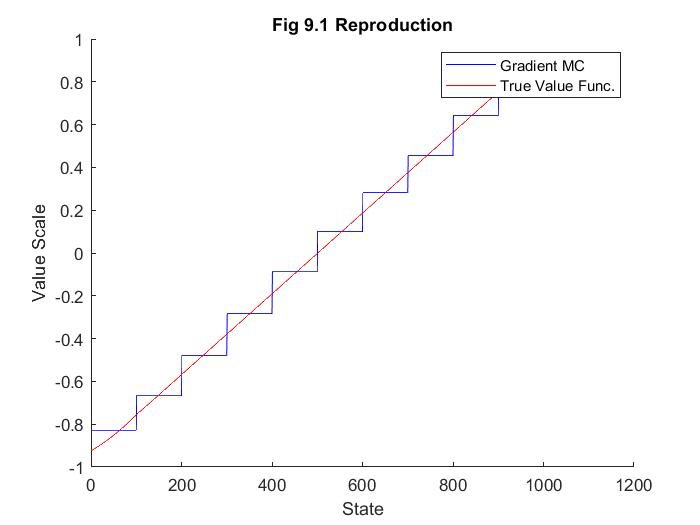 Fig 9.1 Reproduction
1
0.8
0.6
0.4
0.2
0
-0.2
-0.4
-0.6
-0.8
-1
Value Scale
Gradient MC
True Value Func.
0 200 400 600 800 1000 1200
State